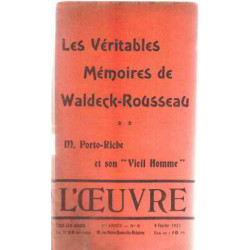 Les Véritables
Mémoires de
Waldeck-Rousseau
* *
M. Porto-Riche
et son "Vieil Homme"
L'ŒUVRE